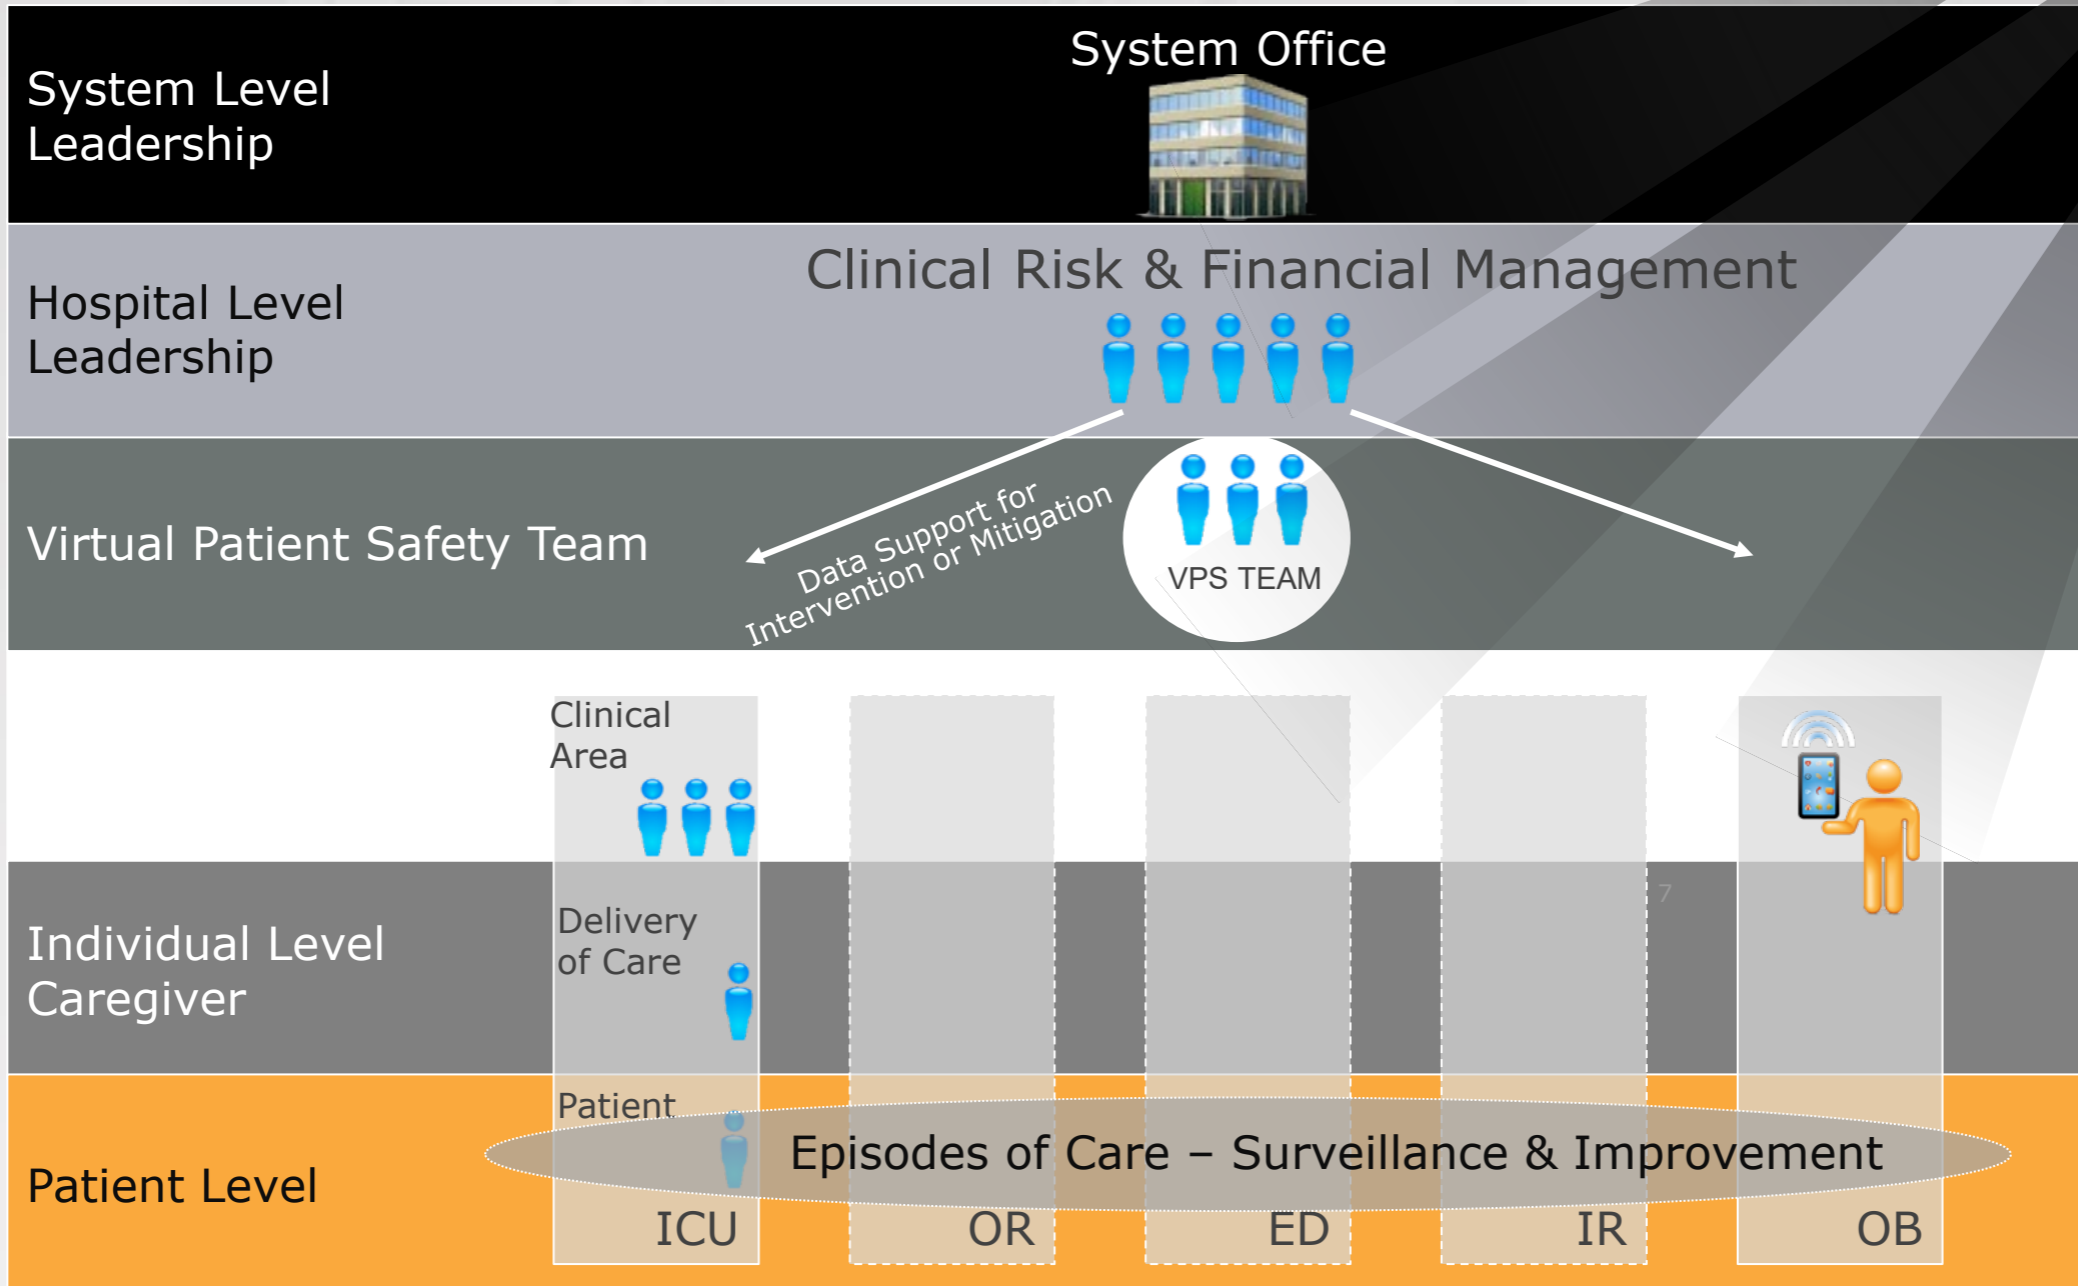 System Office
System Level
Leadership
Clinical Risk & Financial Management
Hospital Level
Leadership
Virtual Patient Safety Team
Data Support for
Intervention or Mitigation
VPS TEAM
Clinical
Area
7
Individual Level
Caregiver
Delivery
of Care
Patient
Episodes of Care – Surveillance & Improvement
Patient Level
ICU
OR
ED
IR
OB